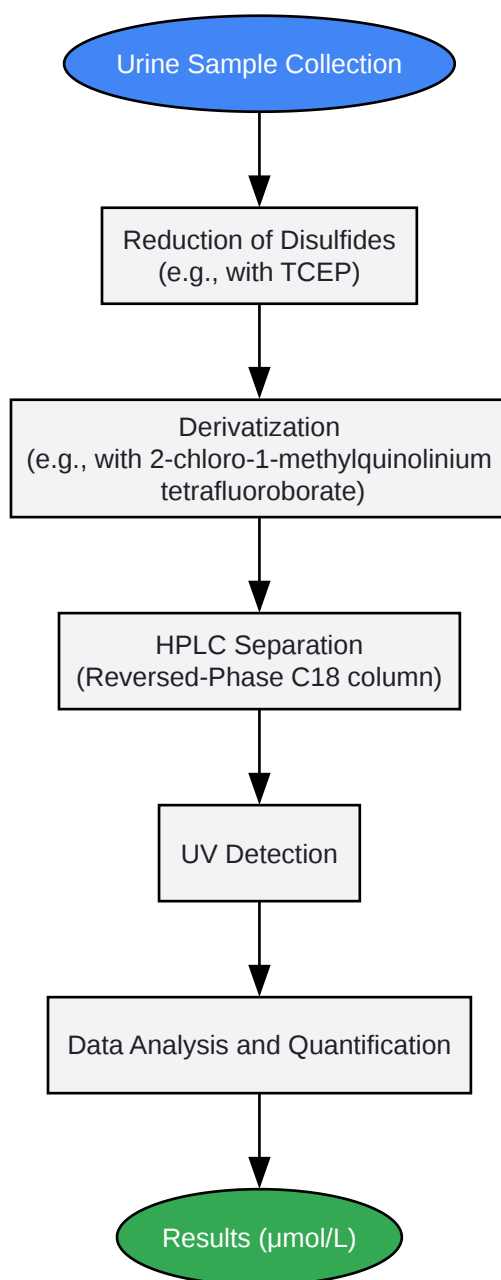 Urine Sample Collection
Reduction of Disulfides
(e.g., with TCEP)
Derivatization
(e.g., with 2-chloro-1-methylquinolinium
tetrafluoroborate)
HPLC Separation
(Reversed-Phase C18 column)
UV Detection
Data Analysis and Quantification
Results (μmol/L)